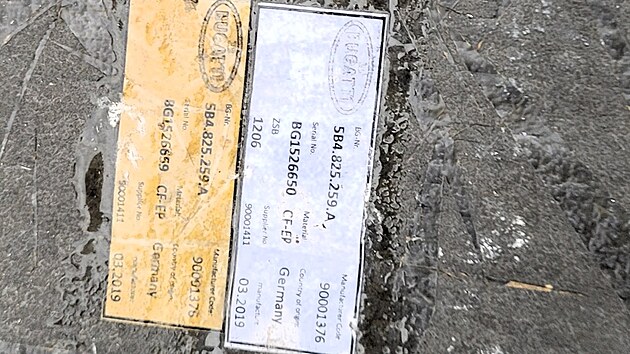 BUGATTI
BG-Nr. Manufacturer Code
5B4.825.259.A 90001376
Serial No. Material Country of origin
BG1526650 CF-EP Germany
ZSB Supplier No. manufacture
1206 90001411 03.2019
BUGATTI
BG-Nr. Manufacturer Code
5B4.825.259.A 90001376
Serial No. Material Country of origin
BG1526659 CF-EP Germany
Supplier No. manufacture
90001411 03.2019